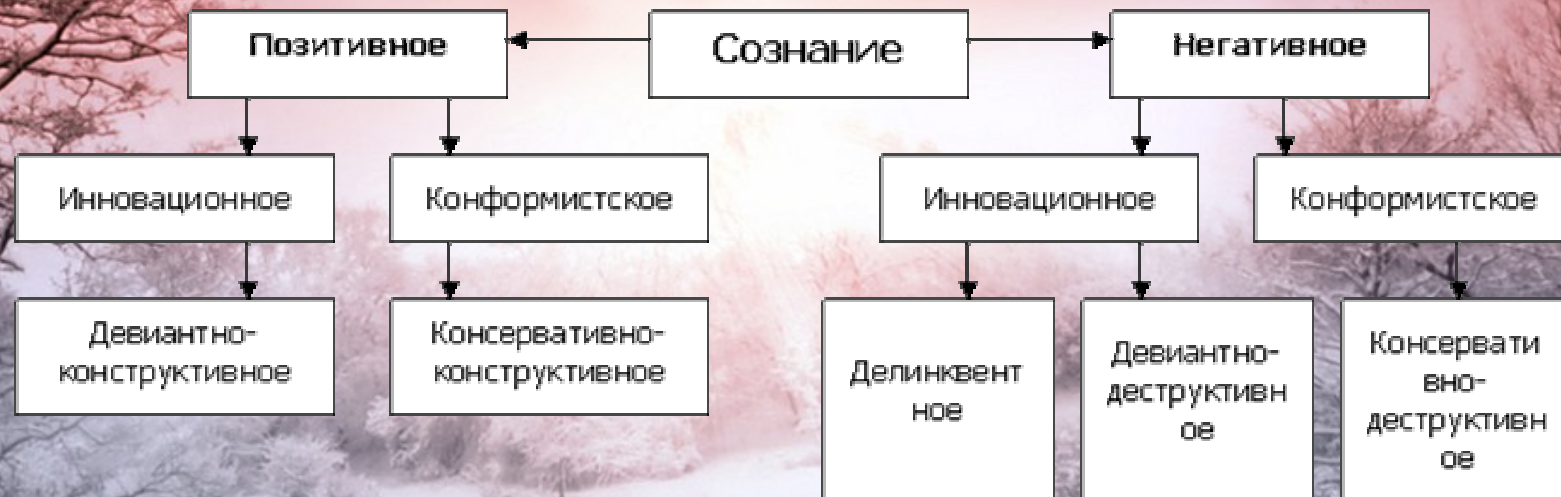 Позитивное
Сознание
Негативное
Инновационное
Конформистское
Инновационное
Конформистское
Девиантно-
конструктивное
Консервативно-
конструктивное
Делинквент
ное
Девиантно-
деструктивн
ое
Консервати
вно-
деструктивн
ое